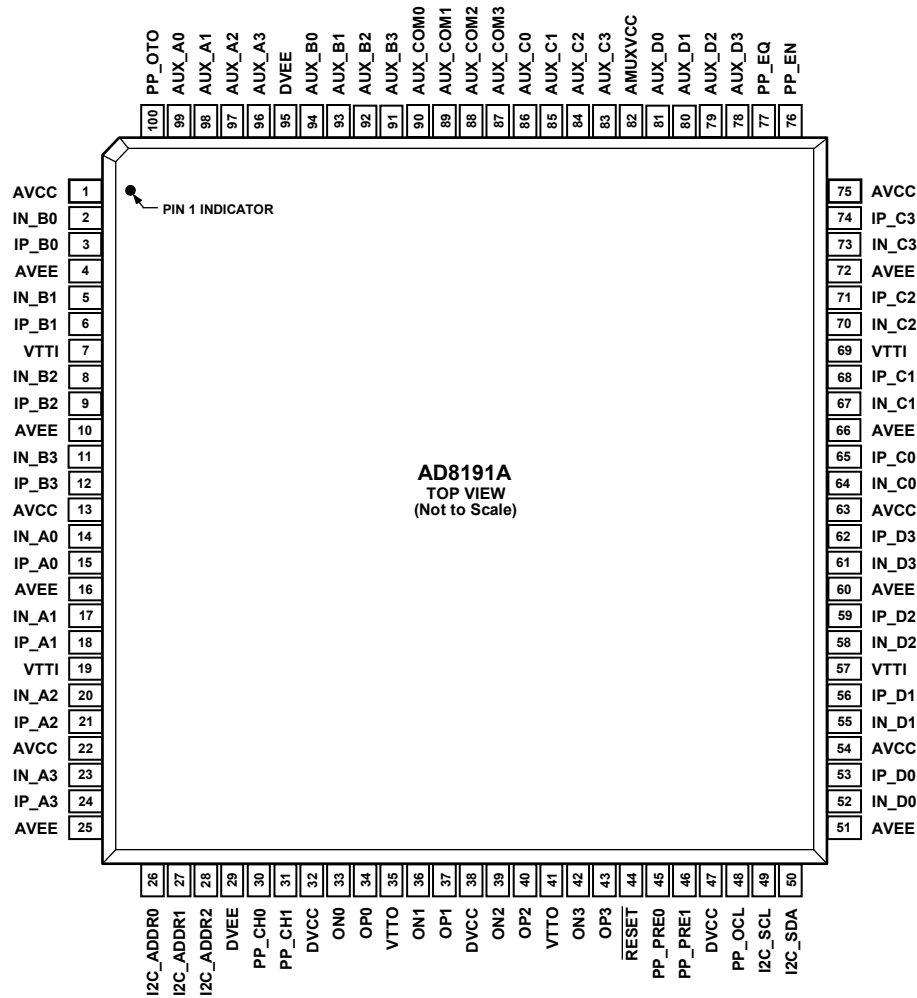 PP_OTO
AUX_A0
AUX_A1
AUX_A2
AUX_A3
DVEE
AUX_B0
AUX_B1
AUX_B2
AUX_B3
AUX_COM0
AUX_COM1
AUX_COM2
AUX_COM3
AUX_C0
AUX_C1
AUX_C2
AUX_C3
AMUXVCC
AUX_D0
AUX_D1
AUX_D2
AUX_D3
PP_EQ
PP_EN
100 99 98 97 96 95 94 93 92 91 90 89 88 87 86 85 84 83 82 81 80 79 78 77 76
AVCC 1
PIN 1 INDICATOR
IN_B0 2
IP_B0 3
AVEE 4
IN_B1 5
IP_B1 6
VTTI 7
IN_B2 8
IP_B2 9
AVEE 10
IN_B3 11
IP_B3 12
AVCC 13
IN_A0 14
IP_A0 15
AVEE 16
IN_A1 17
IP_A1 18
VTTI 19
IN_A2 20
IP_A2 21
AVCC 22
IN_A3 23
IP_A3 24
AVEE 25
AD8191A
TOP VIEW
(Not to Scale)
75 AVCC
74 IP_C3
73 IN_C3
72 AVEE
71 IP_C2
70 IN_C2
69 VTTI
68 IP_C1
67 IN_C1
66 AVEE
65 IP_C0
64 IN_C0
63 AVCC
62 IP_D3
61 IN_D3
60 AVEE
59 IP_D2
58 IN_D2
57 VTTI
56 IP_D1
55 IN_D1
54 AVCC
53 IP_D0
52 IN_D0
51 AVEE
26 27 28 29 30 31 32 33 34 35 36 37 38 39 40 41 42 43 44 45 46 47 48 49 50
I2C_ADDR0
I2C_ADDR1
I2C_ADDR2
DVEE
PP_CH0
PP_CH1
DVCC
ON0
OP0
VTTO
ON1
OP1
DVCC
ON2
OP2
VTTO
ON3
OP3
RESET
PP_PRE0
PP_PRE1
DVCC
PP_OCL
I2C_SCL
I2C_SDA